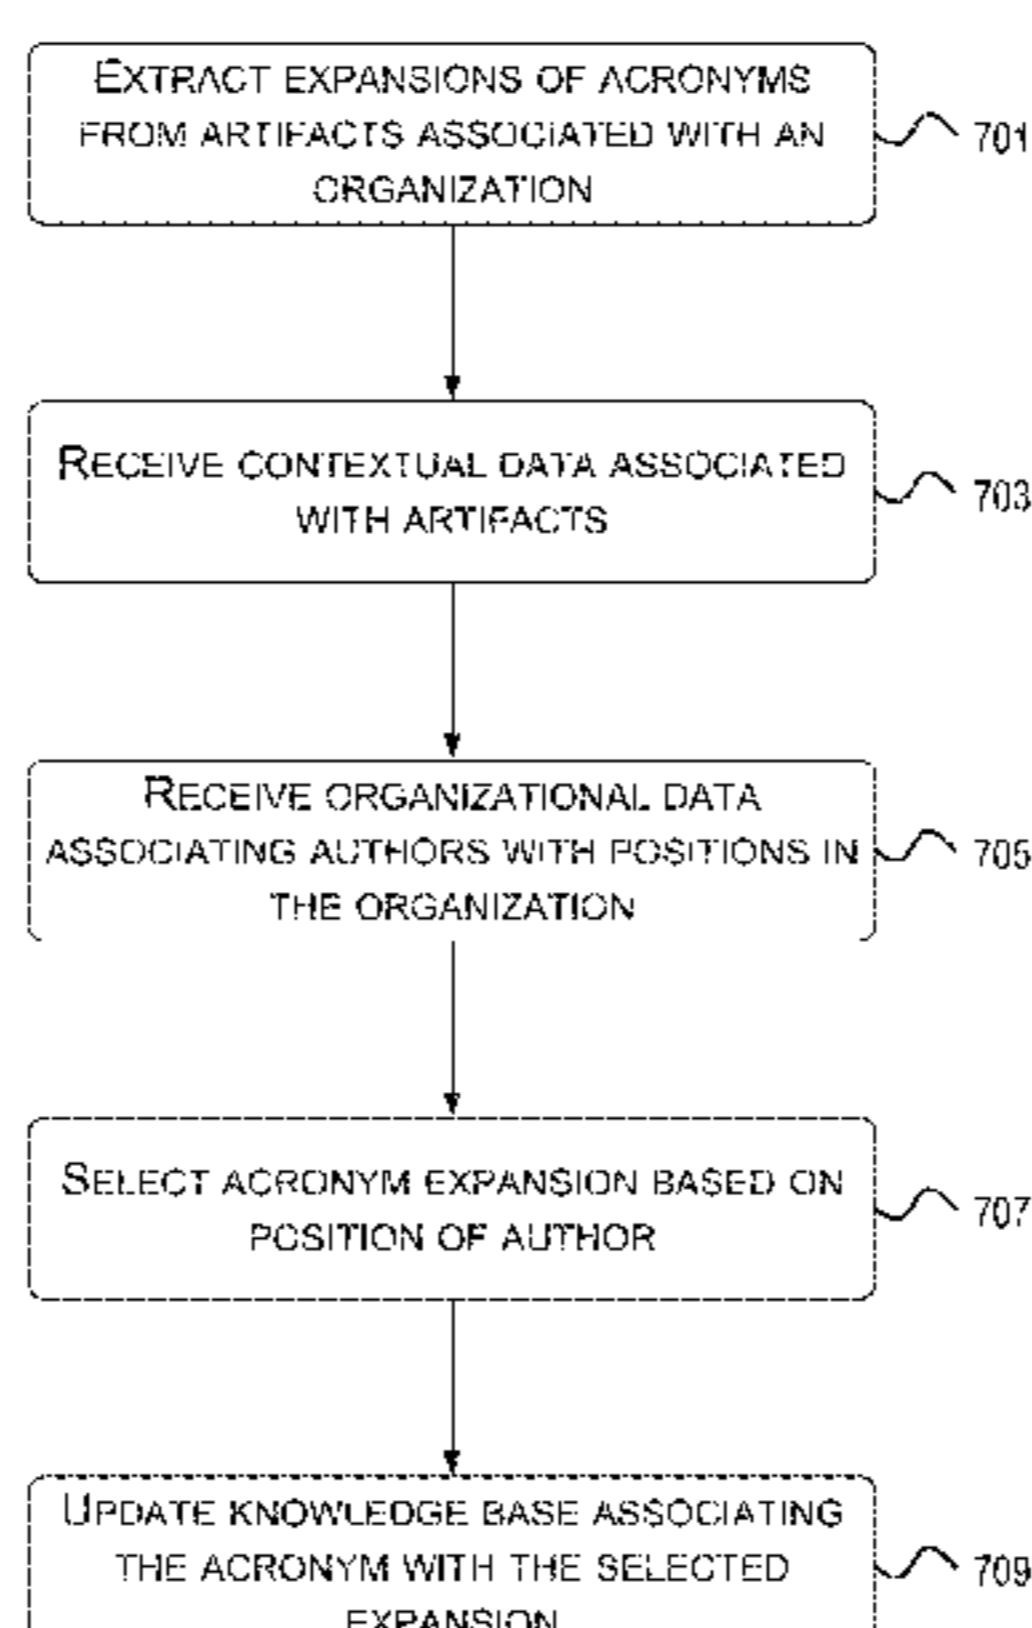 EXTRACT EXPANSIONS OF ACRONYMS
FROM ARTIFACTS ASSOCIATED WITH AN
ORGANIZATION
701
RECEIVE CONTEXTUAL DATA ASSOCIATED
WITH ARTIFACTS
703
RECEIVE ORGANIZATIONAL DATA
ASSOCIATING AUTHORS WITH POSITIONS IN
THE ORGANIZATION
705
SELECT ACRONYM EXPANSION BASED ON
POSITION OF AUTHOR
707
UPDATE KNOWLEDGE BASE ASSOCIATING
THE ACRONYM WITH THE SELECTED
EXPANSION
709